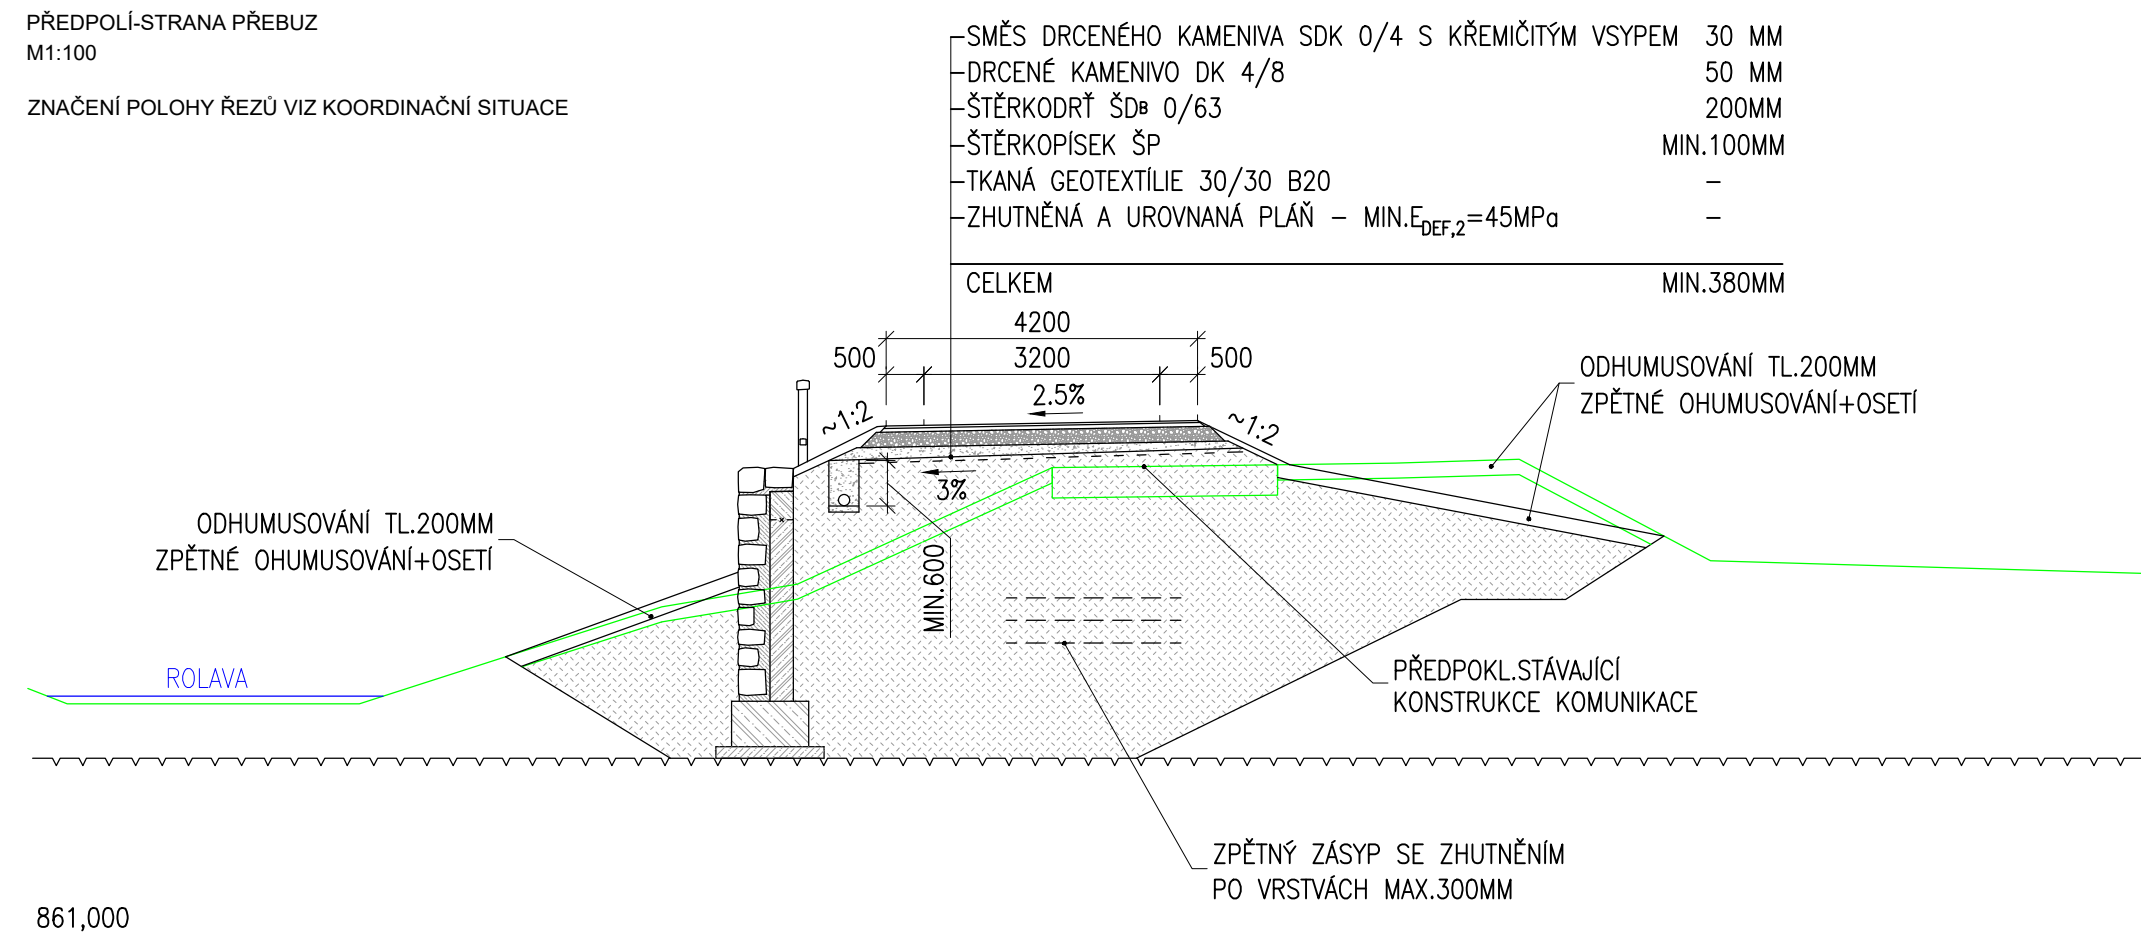 PŘEDPOLÍ-STRANA PŘEBUZ
M1:100
ZNAČENÍ POLOHY ŘEZŮ VIZ KOORDINAČNÍ SITUACE
SMĚS DRCENÉHO KAMENIVA SDK 0/4 S KŘEMIČITÝM VSYPEM 30 MM
DRCENÉ KAMENIVO DK 4/8 50 MM
ŠTĚRKODRŤ ŠDB 0/63 200MM
ŠTĚRKOPÍSEK ŠP MIN.100MM
TKANÁ GEOTEXTÍLIE 30/30 B20 –
ZHUTNĚNÁ A UROVNANÁ PLÁŇ – MIN.EDEF,2=45MPa –
CELKEM MIN.380MM
4200
500 3200 500
2.5%
~1:2 ~1:2
3%
MIN.600
ODHUMUSOVÁNÍ TL.200MM
ZPĚTNÉ OHUMUSOVÁNÍ+OSETÍ
ODHUMUSOVÁNÍ TL.200MM
ZPĚTNÉ OHUMUSOVÁNÍ+OSETÍ
ROLAVA
PŘEDPOKL.STÁVAJÍCÍ
KONSTRUKCE KOMUNIKACE
ZPĚTNÝ ZÁSYP SE ZHUTNĚNÍM
PO VRSTVÁCH MAX.300MM
861,000